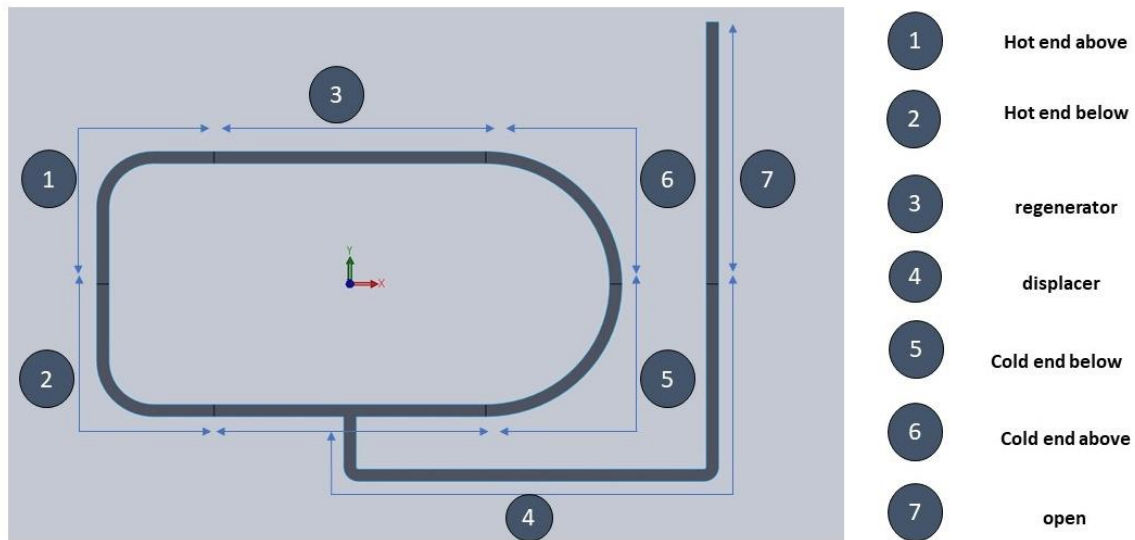 3
1
6
7
Y
X
2
5
4
1 Hot end above
2 Hot end below
3 regenerator
4 displacer
5 Cold end below
6 Cold end above
7 open